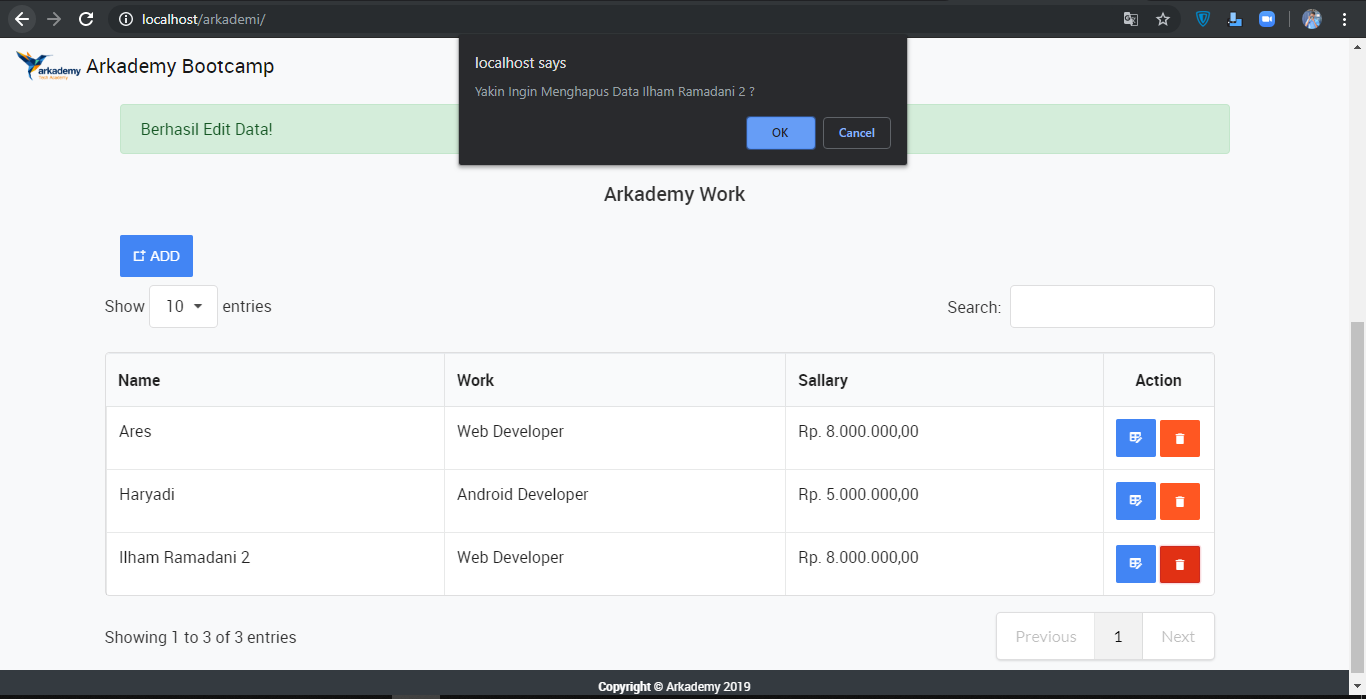 localhost/arkademi/
localhost says
Yakin Ingin Menghapus Data Ilham Ramadani 2 ?
OK Cancel
arkademy
Tech Academy
Arkademy Bootcamp
Berhasil Edit Data!
Arkademy Work
ADD
Show 10 entries
Search:
Name Work Sallary Action
Ares Web Developer Rp. 8.000.000,00
Haryadi Android Developer Rp. 5.000.000,00
Ilham Ramadani 2 Web Developer Rp. 8.000.000,00
Showing 1 to 3 of 3 entries
Previous 1 Next
Copyright © Arkademy 2019